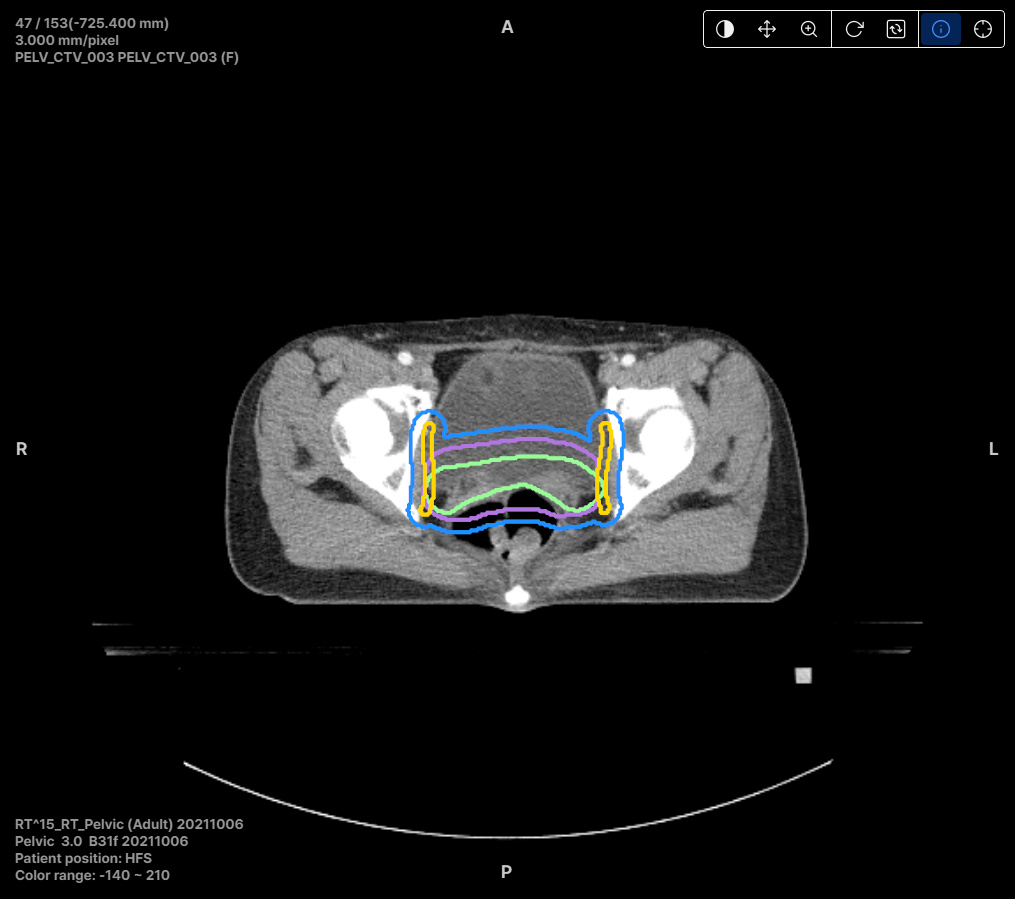 47 / 153(-725.400 mm)
3.000 mm/pixel
PELV_CTV_003 PELV_CTV_003 (F)
A
R
L
RT^15_RT_Pelvic (Adult) 20211006
Pelvic  3.0  B31f 20211006
Patient position: HFS
Color range: -140 ~ 210
P